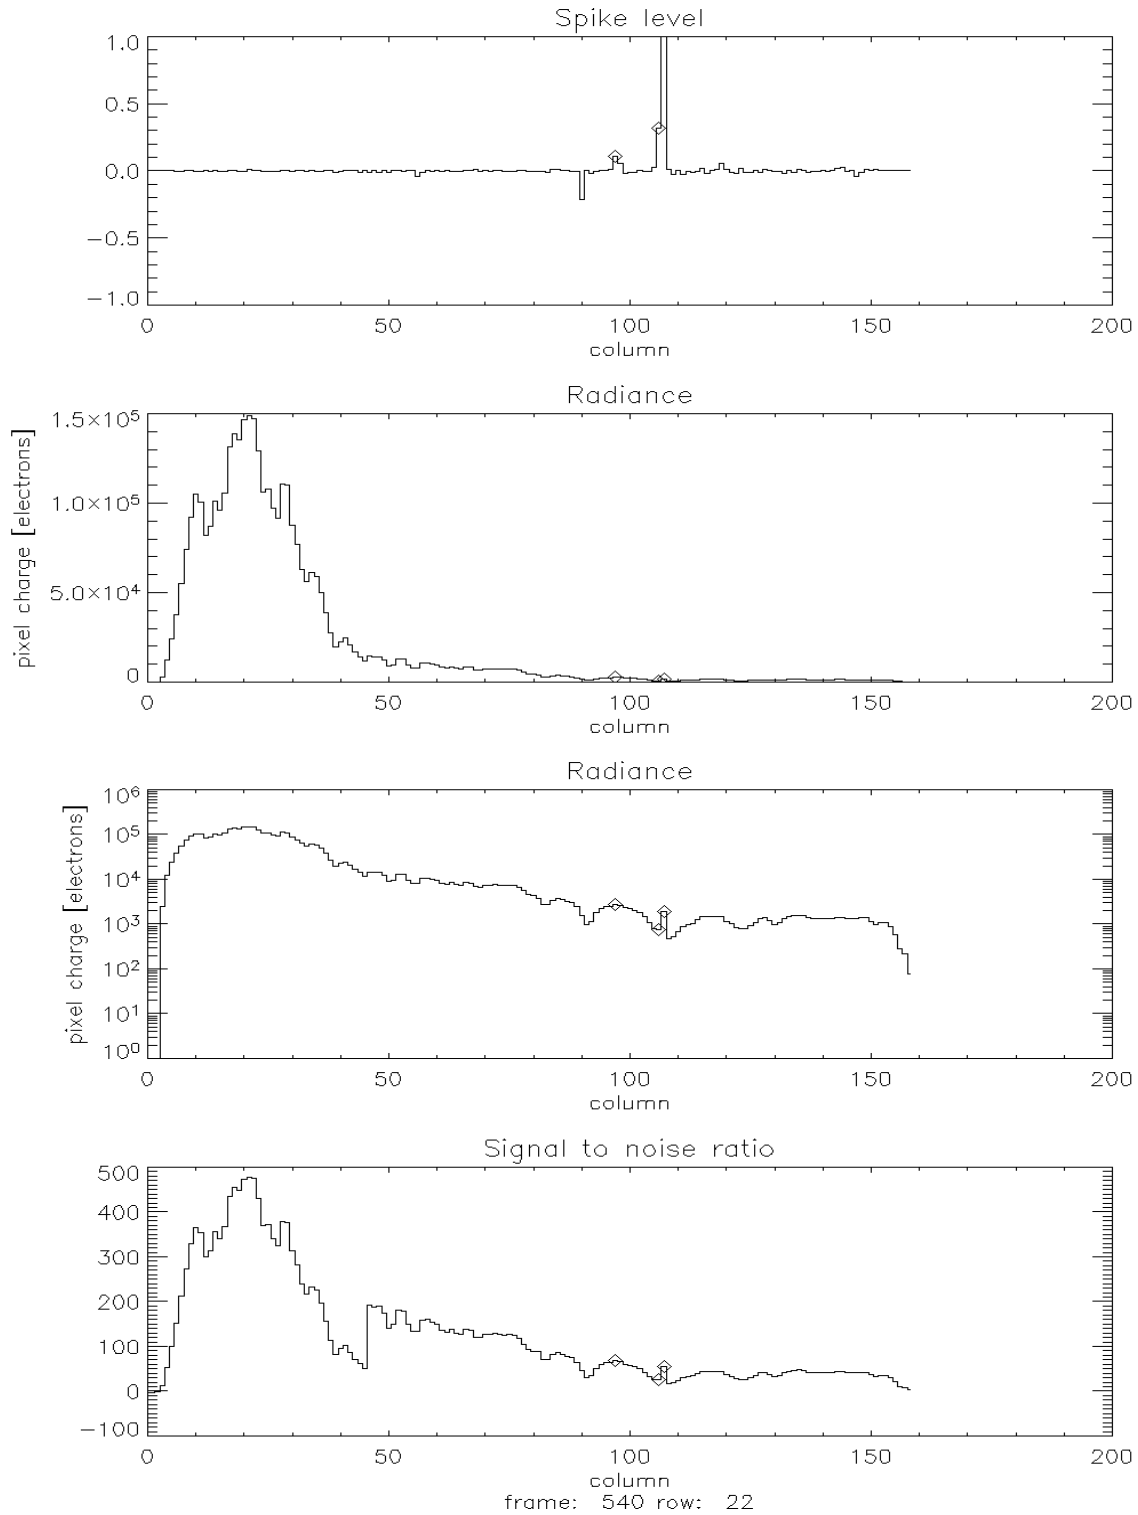 Spike level
1.0
0.5
0.0
−0.5
−1.0
0 50 100 150 200
column
Radiance
pixel charge [electrons]
1.5×10⁵
1.0×10⁵
5.0×10⁴
0
0 50 100 150 200
column
Radiance
pixel charge [electrons]
10⁶
10⁵
10⁴
10³
10²
10¹
10⁰
0 50 100 150 200
column
Signal to noise ratio
500
400
300
200
100
0
−100
0 50 100 150 200
column
frame: 540 row: 22